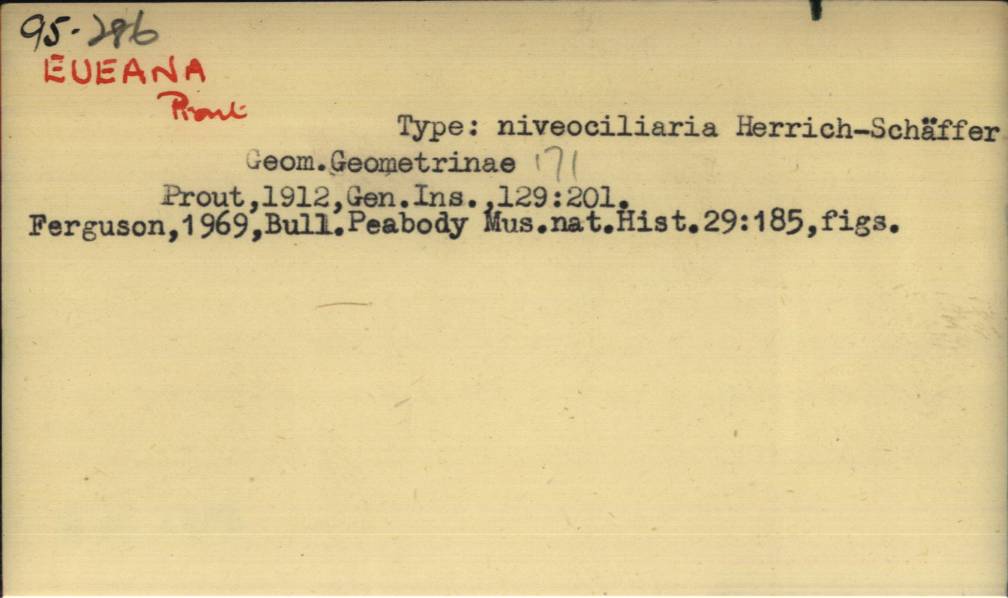 95-286
EUEANA
Prout
Type: niveociliaria Herrich-Schäffer
Geom.Geometrinae 171
Prout,1912,Gen.Ins.,129:201.
Ferguson,1969,Bull.Peabody Mus.nat.Hist.29:185,figs.